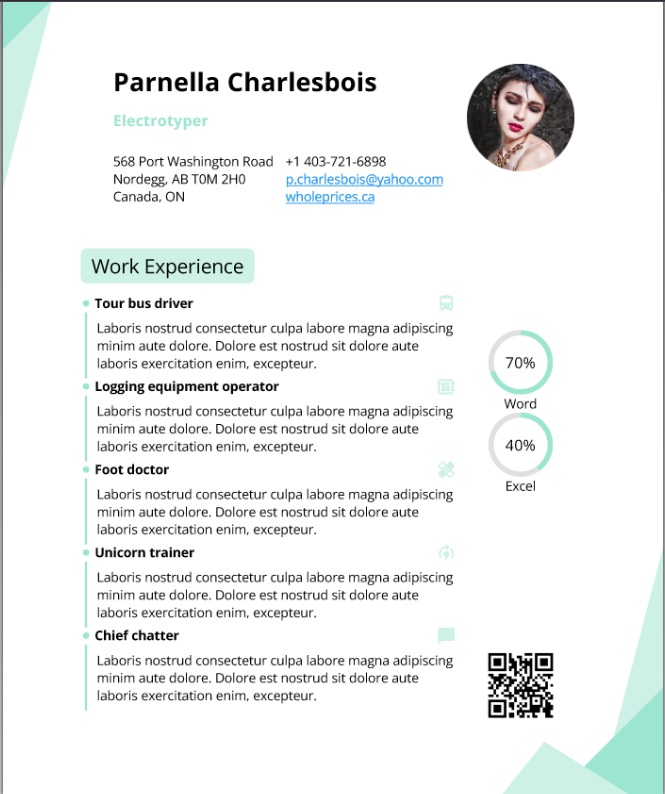 Parnella Charlesbois
Electrotyper
568 Port Washington Road
Nordegg, AB T0M 2H0
Canada, ON
+1 403-721-6898
p.charlesbois@yahoo.com
wholeprices.ca
Work Experience
Tour bus driver
Laboris nostrud consectetur culpa labore magna adipiscing
minim aute dolore. Dolore est nostrud sit dolore aute
laboris exercitation enim, excepteur.
Logging equipment operator
Laboris nostrud consectetur culpa labore magna adipiscing
minim aute dolore. Dolore est nostrud sit dolore aute
laboris exercitation enim, excepteur.
Foot doctor
Laboris nostrud consectetur culpa labore magna adipiscing
minim aute dolore. Dolore est nostrud sit dolore aute
laboris exercitation enim, excepteur.
Unicorn trainer
Laboris nostrud consectetur culpa labore magna adipiscing
minim aute dolore. Dolore est nostrud sit dolore aute
laboris exercitation enim, excepteur.
Chief chatter
Laboris nostrud consectetur culpa labore magna adipiscing
minim aute dolore. Dolore est nostrud sit dolore aute
laboris exercitation enim, excepteur.
70%
Word
40%
Excel